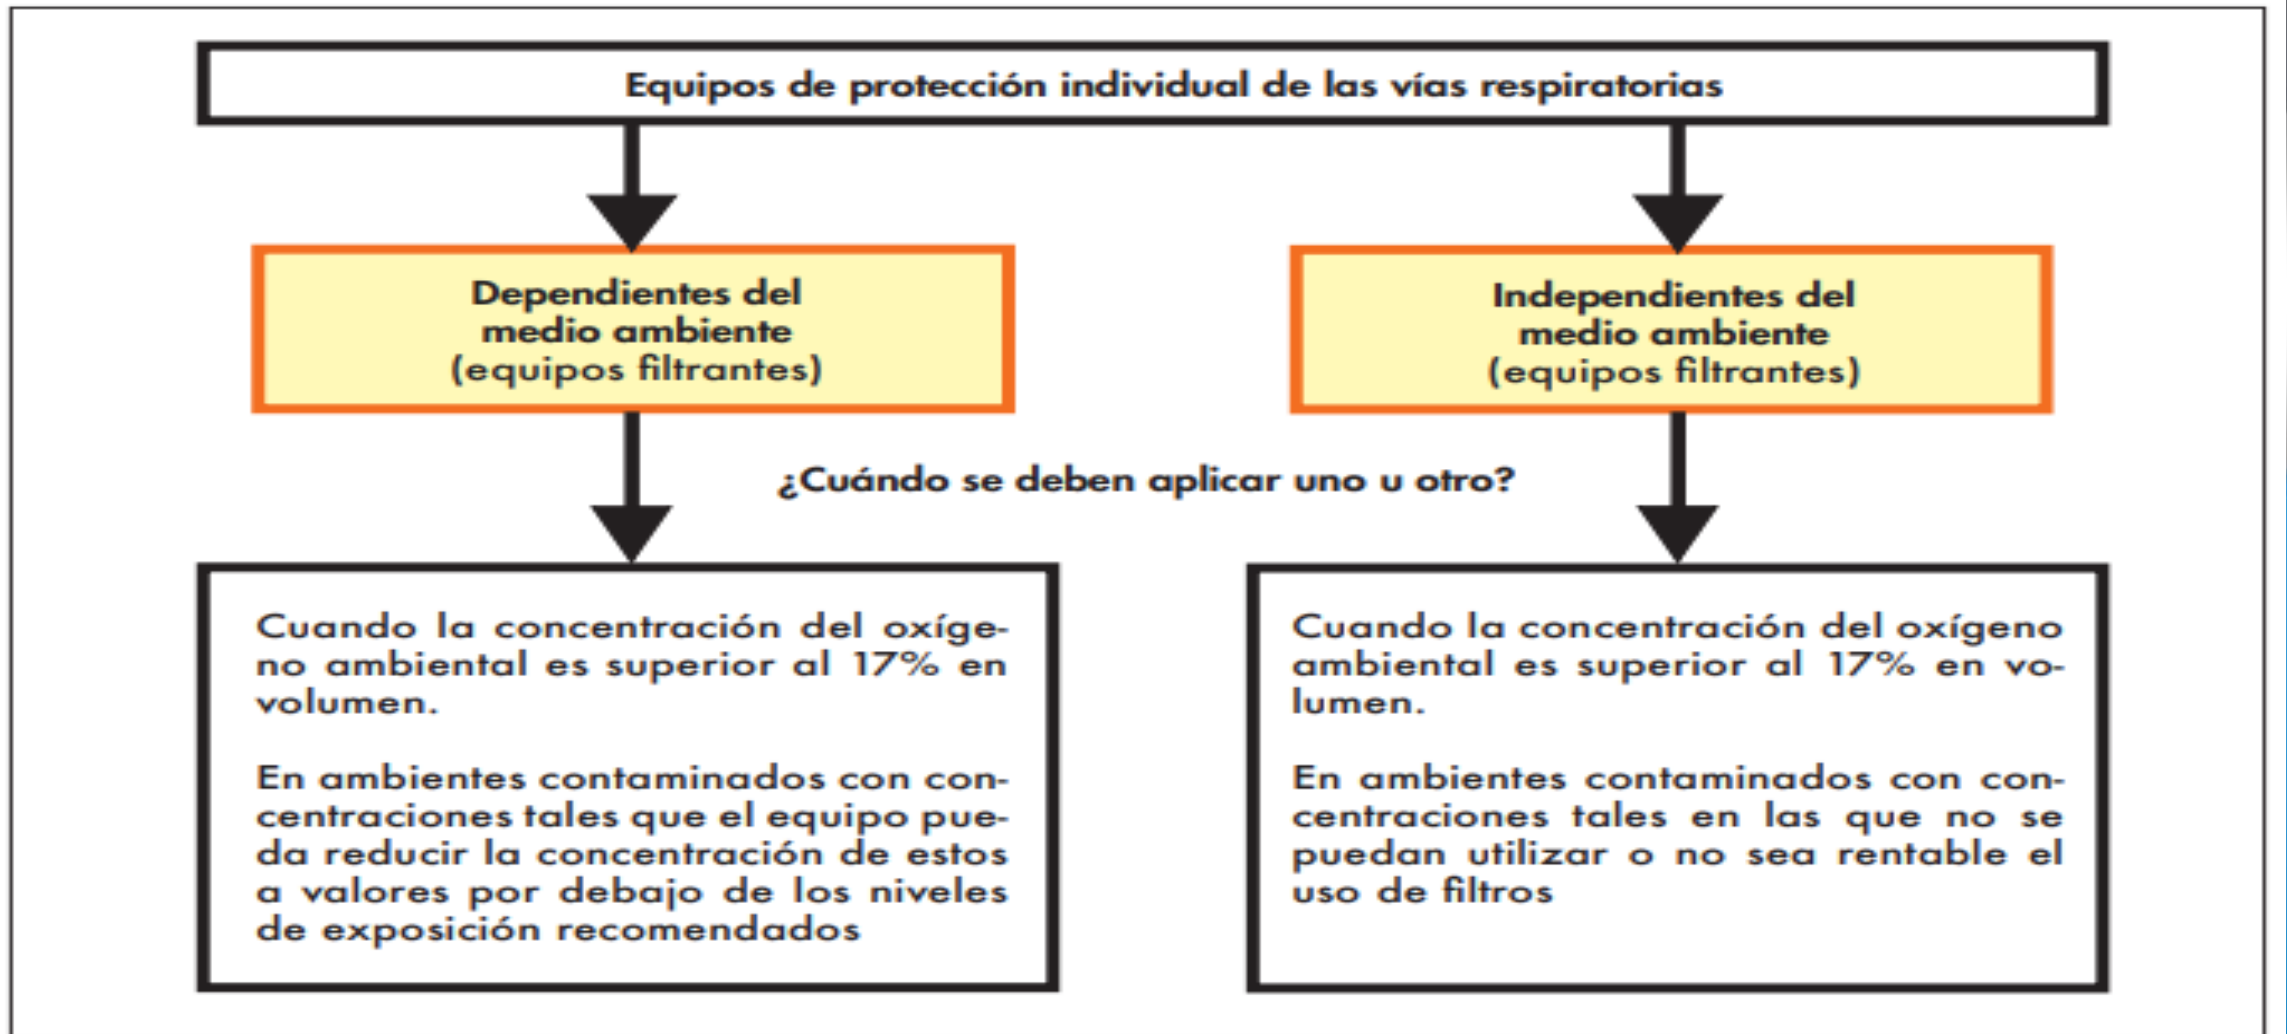 Equipos de protección individual de las vías respiratorias
Dependientes del
medio ambiente
(equipos filtrantes)
Independientes del
medio ambiente
(equipos filtrantes)
¿Cuándo se deben aplicar uno u otro?
Cuando la concentración del oxíge-
no ambiental es superior al 17% en
volumen.
En ambientes contaminados con con-
centraciones tales que el equipo pue-
da reducir la concentración de estos
a valores por debajo de los niveles
de exposición recomendados
Cuando la concentración del oxígeno
ambiental es superior al 17% en vo-
lumen.
En ambientes contaminados con con-
centraciones tales en las que no se
puedan utilizar o no sea rentable el
uso de filtros